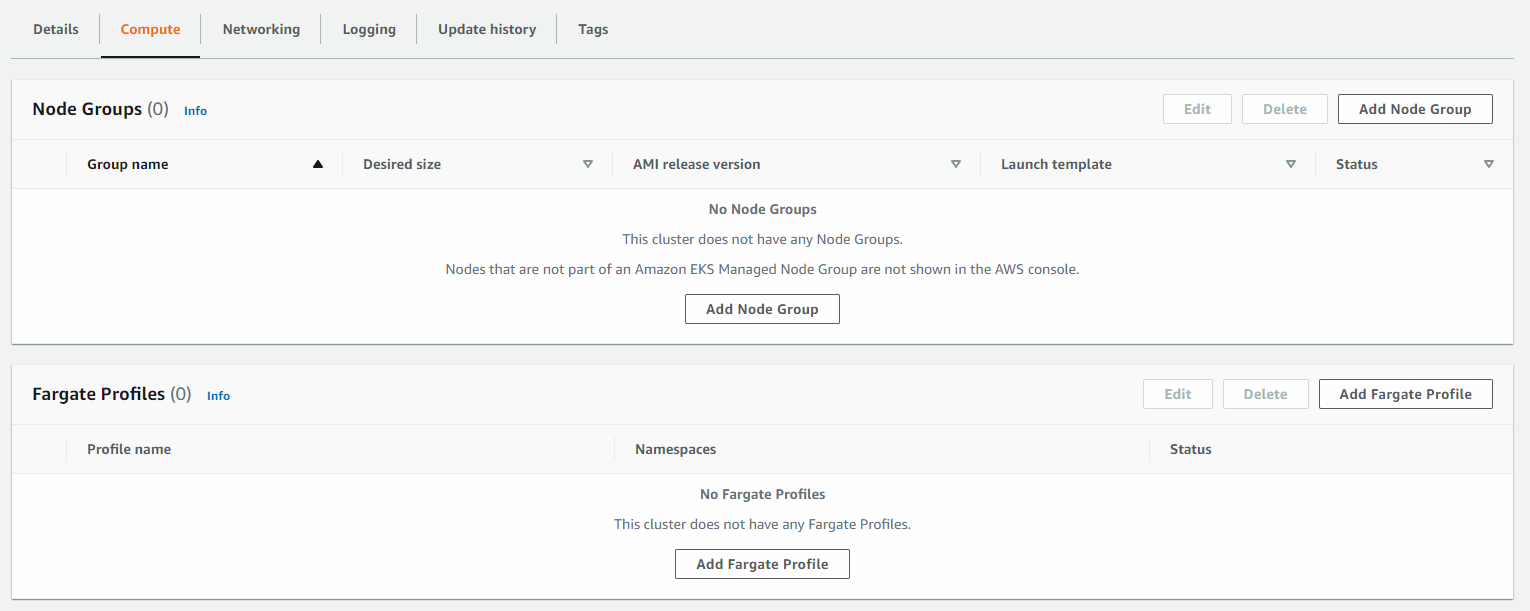 Details Compute Networking Logging Update history Tags
Node Groups (0) Info Edit Delete Add Node Group
Group name Desired size AMI release version Launch template Status
No Node Groups
This cluster does not have any Node Groups.
Nodes that are not part of an Amazon EKS Managed Node Group are not shown in the AWS console.
Add Node Group
Fargate Profiles (0) Info Edit Delete Add Fargate Profile
Profile name Namespaces Status
No Fargate Profiles
This cluster does not have any Fargate Profiles.
Add Fargate Profile